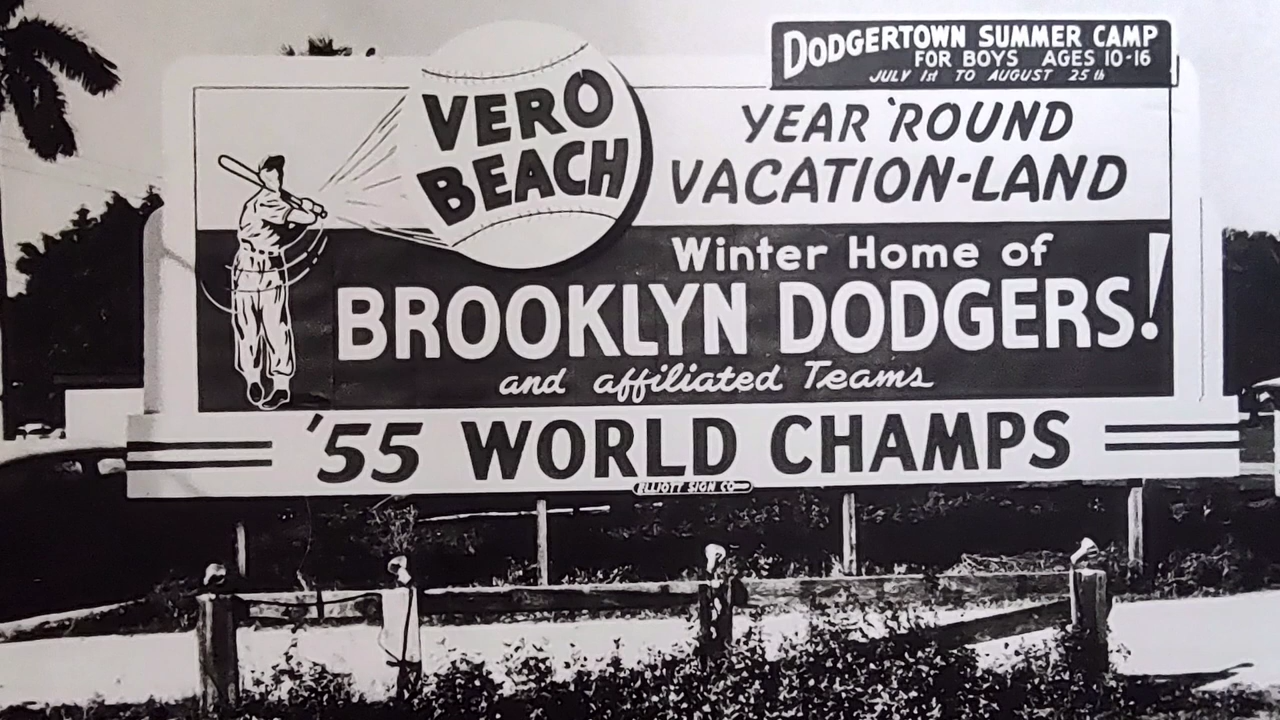 DODGERTOWN SUMMER CAMP
FOR BOYS AGES 10-16
JULY 1st TO AUGUST 25th
VERO
BEACH
YEAR 'ROUND
VACATION-LAND
Winter Home of
BROOKLYN DODGERS!
and affiliated Teams
'55 WORLD CHAMPS
ELLIOTT SIGN CO